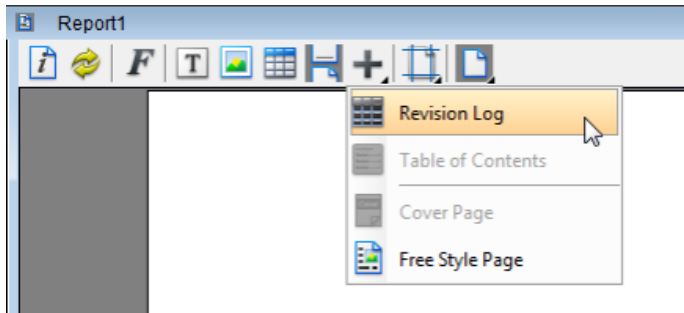 Report1
i F T
Revision Log
Table of Contents
Cover Page
Free Style Page